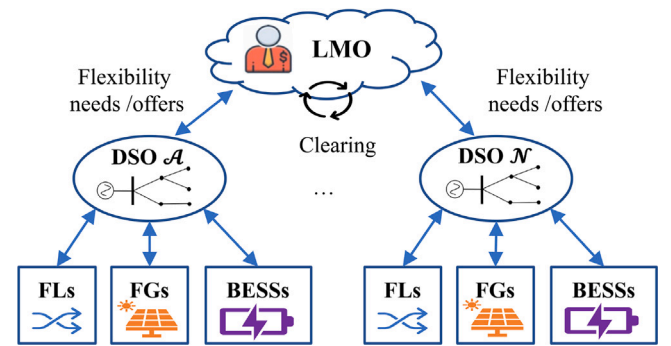 LMO
Flexibility
needs /offers
Flexibility
needs /offers
Clearing
DSO 𝒜
...
DSO 𝒩
FLs
FGs
BESSs
FLs
FGs
BESSs